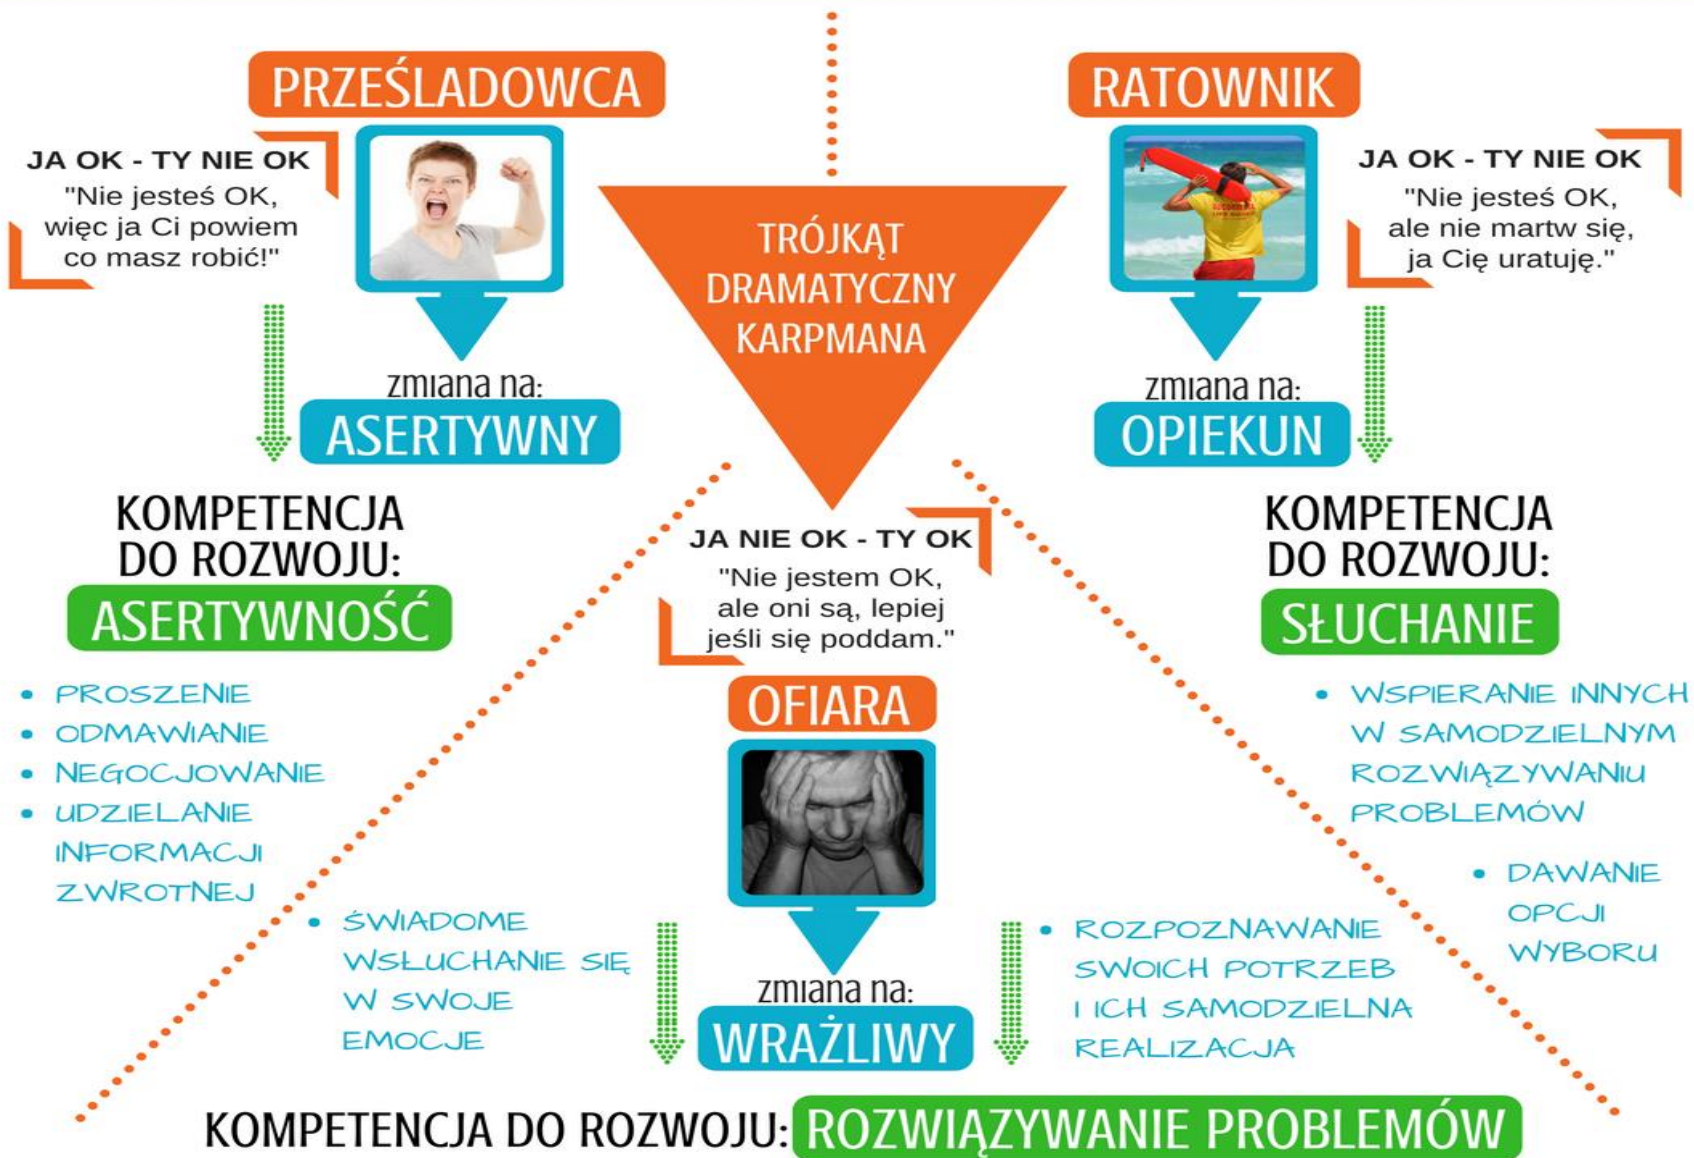 PRZEŚLADOWCA
JA OK - TY NIE OK
"Nie jesteś OK,
więc ja Ci powiem
co masz robić!"
zmiana na:
ASERTYWNY
KOMPETENCJA
DO ROZWOJU:
ASERTYWNOŚĆ
• PROSZENIE
• ODMAWIANIE
• NEGOCJOWANIE
• UDZIELANIE
INFORMACJI
ZWROTNEJ
TRÓJKĄT
DRAMATYCZNY
KARPMANA
RATOWNIK
JA OK - TY NIE OK
"Nie jesteś OK,
ale nie martw się,
ja Cię uratuję."
zmiana na:
OPIEKUN
KOMPETENCJA
DO ROZWOJU:
SŁUCHANIE
• WSPIERANIE INNYCH
W SAMODZIELNYM
ROZWIĄZYWANIU
PROBLEMÓW
• DAWANIE
OPCJI
WYBORU
JA NIE OK - TY OK
"Nie jestem OK,
ale oni są, lepiej
jeśli się poddam."
OFIARA
zmiana na:
WRAŻLIWY
• ŚWIADOME
WSŁUCHANIE SIĘ
W SWOJE
EMOCJE
• ROZPOZNAWANIE
SWOICH POTRZEB
I ICH SAMODZIELNA
REALIZACJA
KOMPETENCJA DO ROZWOJU: ROZWIĄZYWANIE PROBLEMÓW